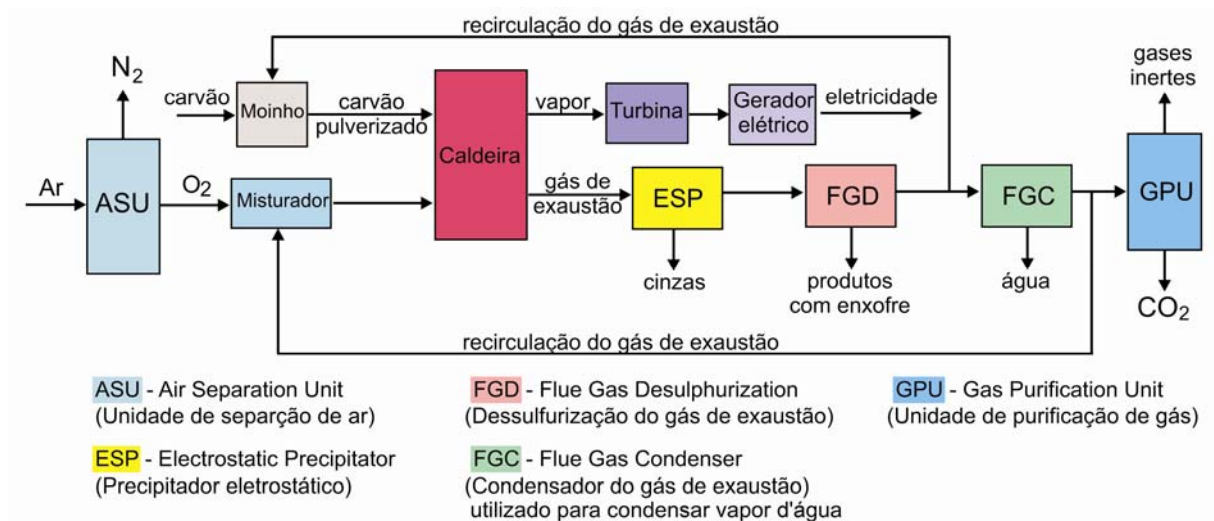 recirculação do gás de exaustão
N2
carvão
Moinho
carvão
pulverizado
Caldeira
vapor
Turbina
Gerador
elétrico
eletricidade
gases
inertes
Ar
ASU
O2
Misturador
gás de
exaustão
ESP
FGD
FGC
GPU
cinzas
produtos
com enxofre
água
CO2
recirculação do gás de exaustão
ASU - Air Separation Unit
(Unidade de separção de ar)
ESP - Electrostatic Precipitator
(Precipitador eletrostático)
FGD - Flue Gas Desulphurization
(Dessulfurização do gás de exaustão)
FGC - Flue Gas Condenser
(Condensador do gás de exaustão)
utilizado para condensar vapor d'água
GPU - Gas Purification Unit
(Unidade de purificação de gás)